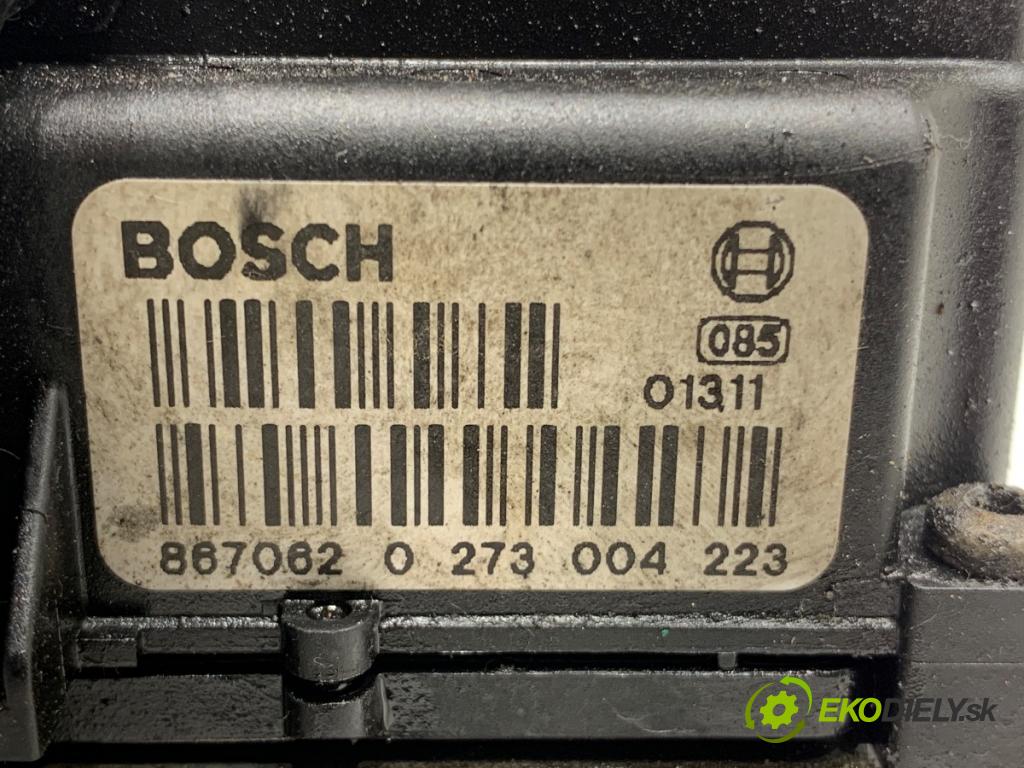 BOSCH
085
01311
867062 0 273 004 223
EKODIELY.sk